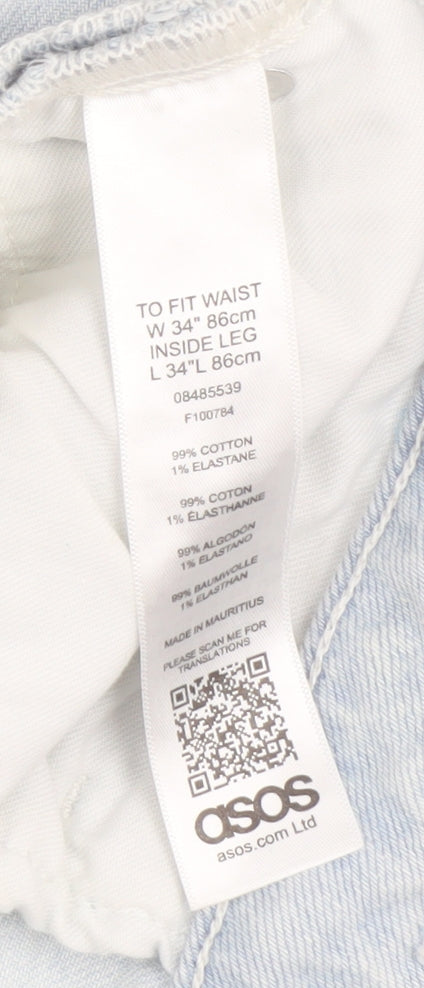 TO FIT WAIST
W 34" 86cm
INSIDE LEG
L 34"L 86cm
08485539
F100784
99% COTTON
1% ELASTANE
99% COTON
1% ÉLASTHANNE
99% ALGODÓN
1% ELASTANO
99% BAUMWOLLE
1% ELASTHAN
MADE IN MAURITIUS
PLEASE SCAN ME FOR
TRANSLATIONS
asos
asos.com Ltd